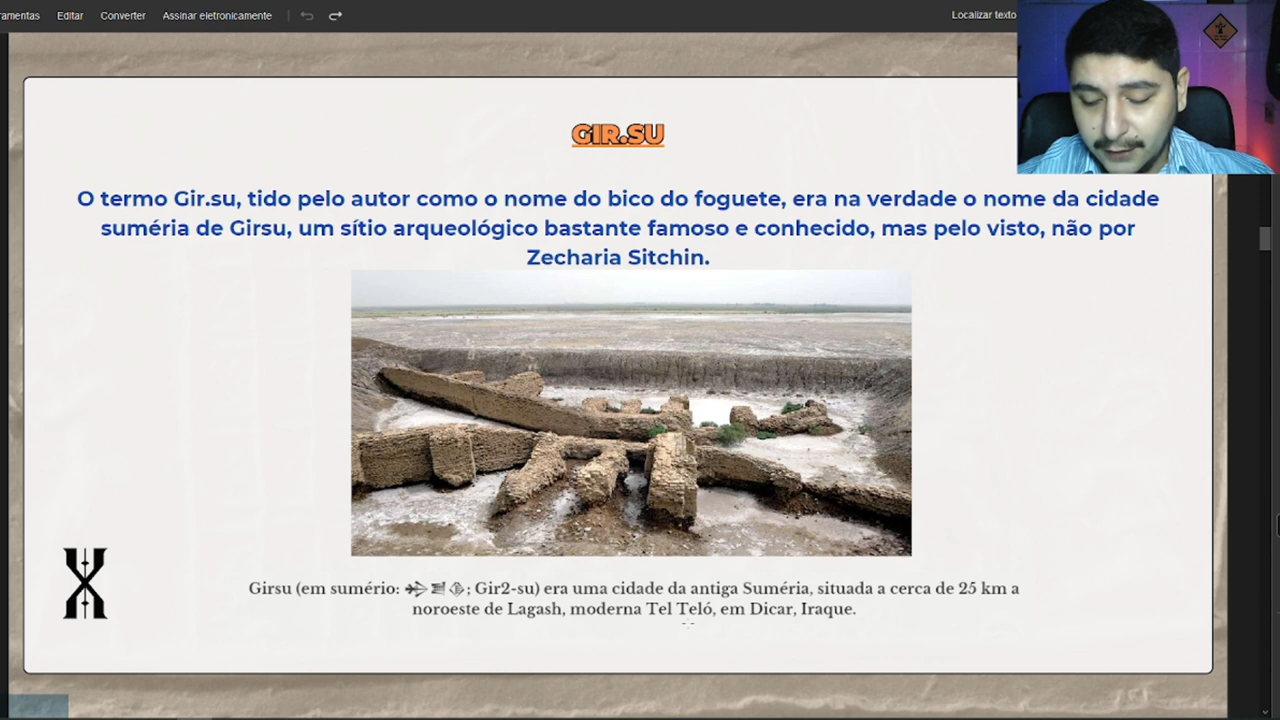 ramentas Editar Converter Assinar eletronicamente Localizar texto
GIR.SU
O termo Gir.su, tido pelo autor como o nome do bico do foguete, era na verdade o nome da cidade
suméria de Girsu, um sítio arqueológico bastante famoso e conhecido, mas pelo visto, não por
Zecharia Sitchin.
Girsu (em sumério: ; Gir2-su) era uma cidade da antiga Suméria, situada a cerca de 25 km a
noroeste de Lagash, moderna Tel Teló, em Dicar, Iraque.